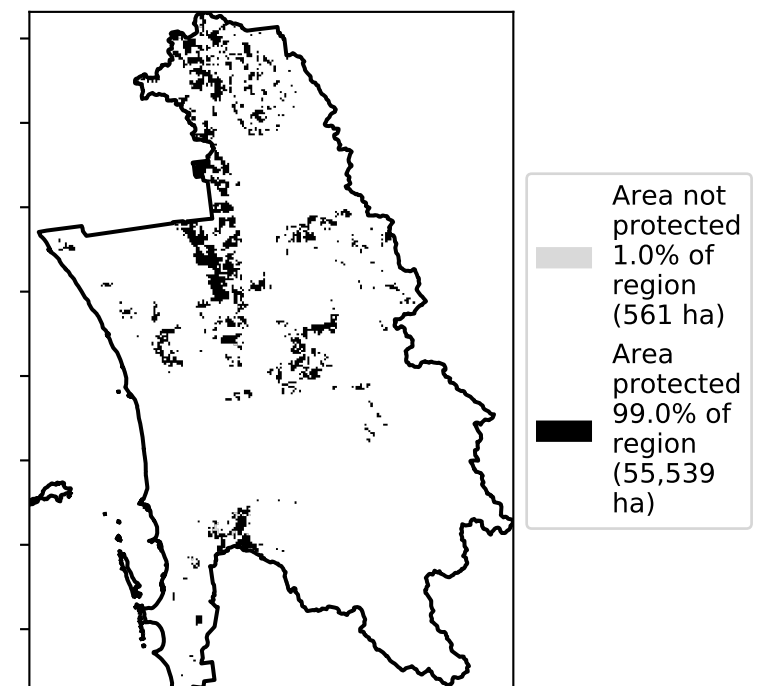 Area not
protected
1.0% of
region
(561 ha)
Area
protected
99.0% of
region
(55,539
ha)